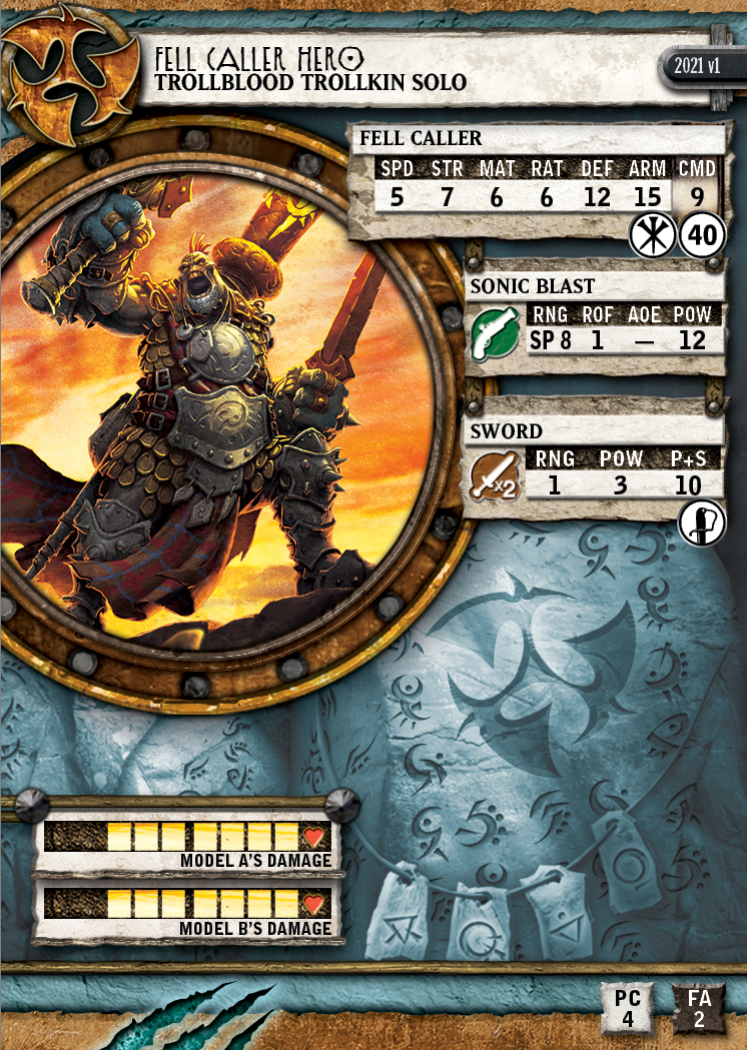 FELL CALLER HERO
TROLLBLOOD TROLLKIN SOLO
2021 v1
FELL CALLER
SPD STR MAT RAT DEF ARM CMD
5 7 6 6 12 15 9
40
SONIC BLAST
RNG ROF AOE POW
SP 8 1 — 12
SWORD
x2
RNG POW P+S
1 3 10
MODEL A'S DAMAGE
MODEL B'S DAMAGE
PC FA
4 2